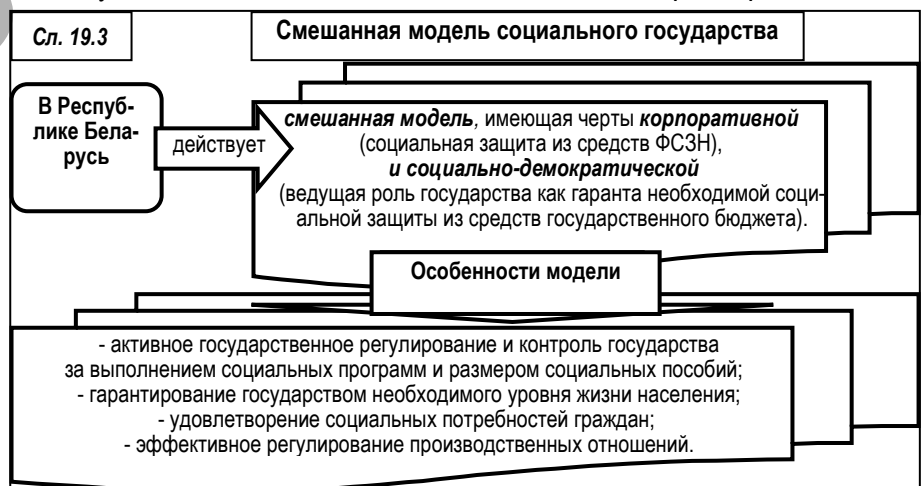 Сл. 19.3
Смешанная модель социального государства
В Респуб-
лике Бела-
русь
действует
смешанная модель, имеющая черты корпоративной
(социальная защита из средств ФСЗН),
и социально-демократической
(ведущая роль государства как гаранта необходимой соци-
альной защиты из средств государственного бюджета).
Особенности модели
- активное государственное регулирование и контроль государства
за выполнением социальных программ и размером социальных пособий;
- гарантирование государством необходимого уровня жизни населения;
- удовлетворение социальных потребностей граждан;
- эффективное регулирование производственных отношений.